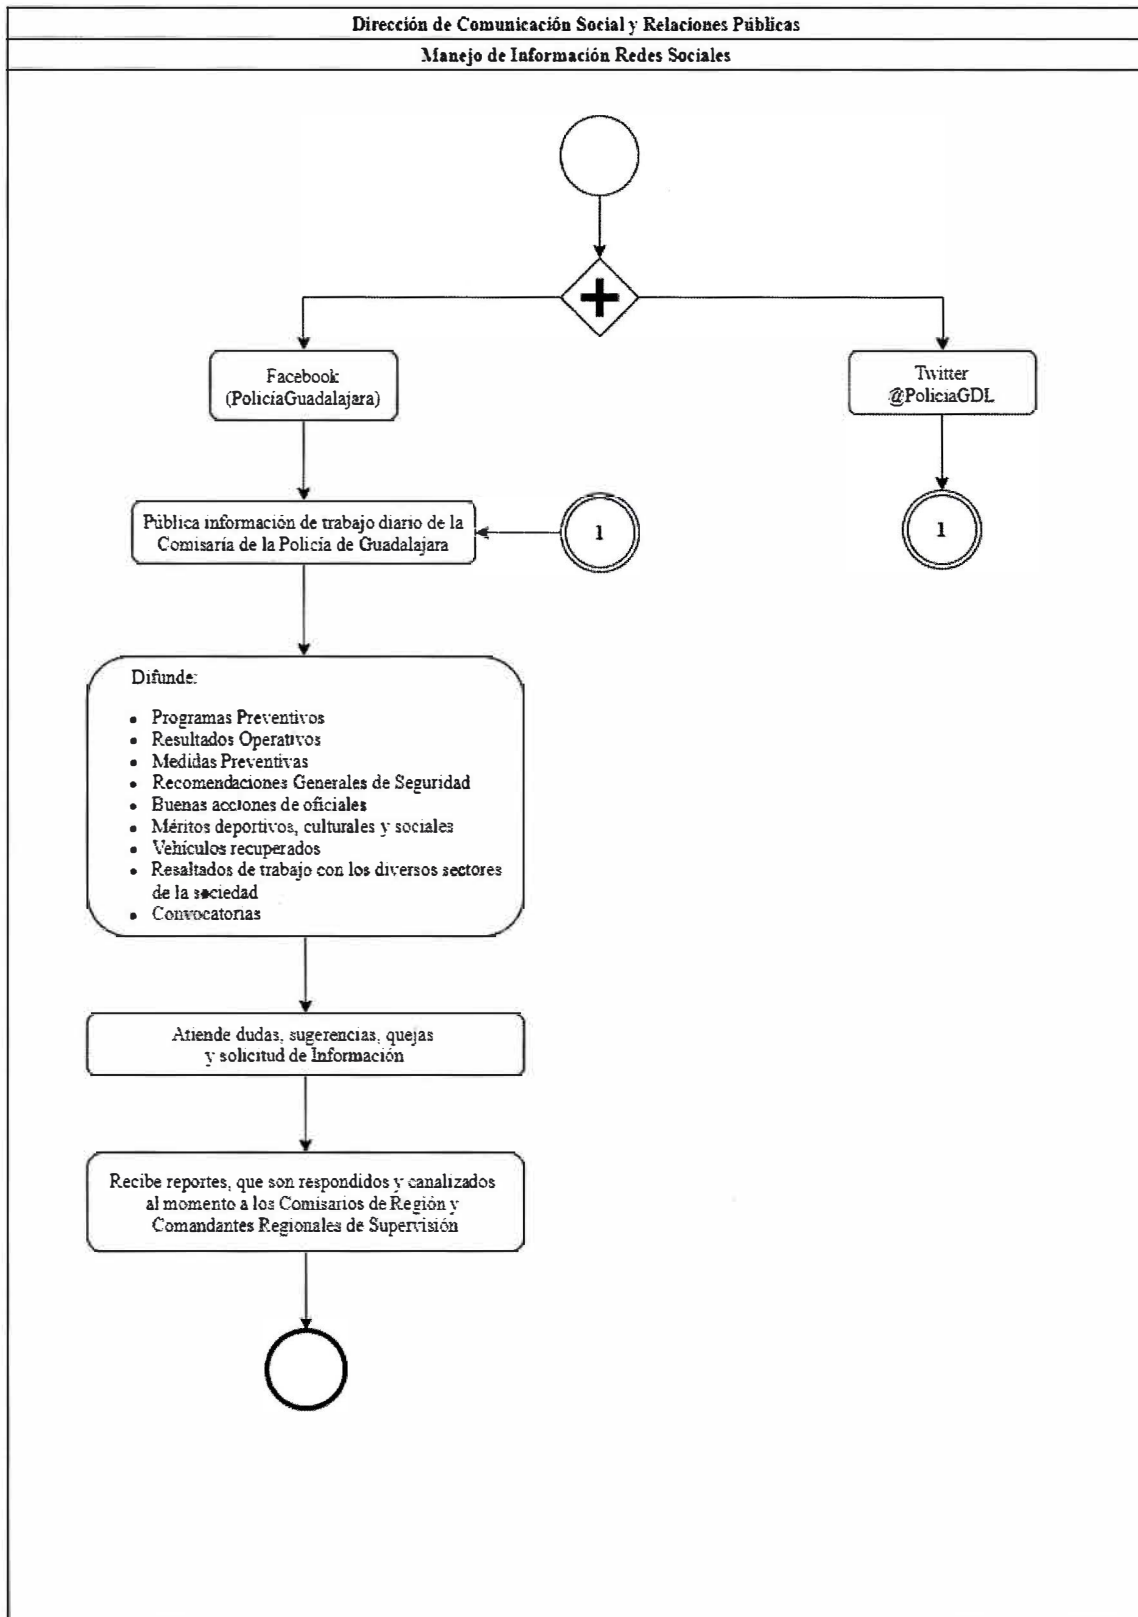 Dirección de Comunicación Social y Relaciones Públicas
Manejo de Información Redes Sociales
Facebook
(PolicíaGuadalajara)
Twitter
@PoliciaGDL
Pública información de trabajo diario de la
Comisaría de la Policía de Guadalajara
1
1
Difunde:
• Programas Preventivos
• Resultados Operativos
• Medidas Preventivas
• Recomendaciones Generales de Seguridad
• Buenas acciones de oficiales
• Méritos deportivos, culturales y sociales
• Vehículos recuperados
• Resaltados de trabajo con los diversos sectores
de la sociedad
• Convocatorias
Atiende dudas, sugerencias, quejas
y solicitud de Información
Recibe reportes, que son respondidos y canalizados
al momento a los Comisarios de Región y
Comandantes Regionales de Supervisión